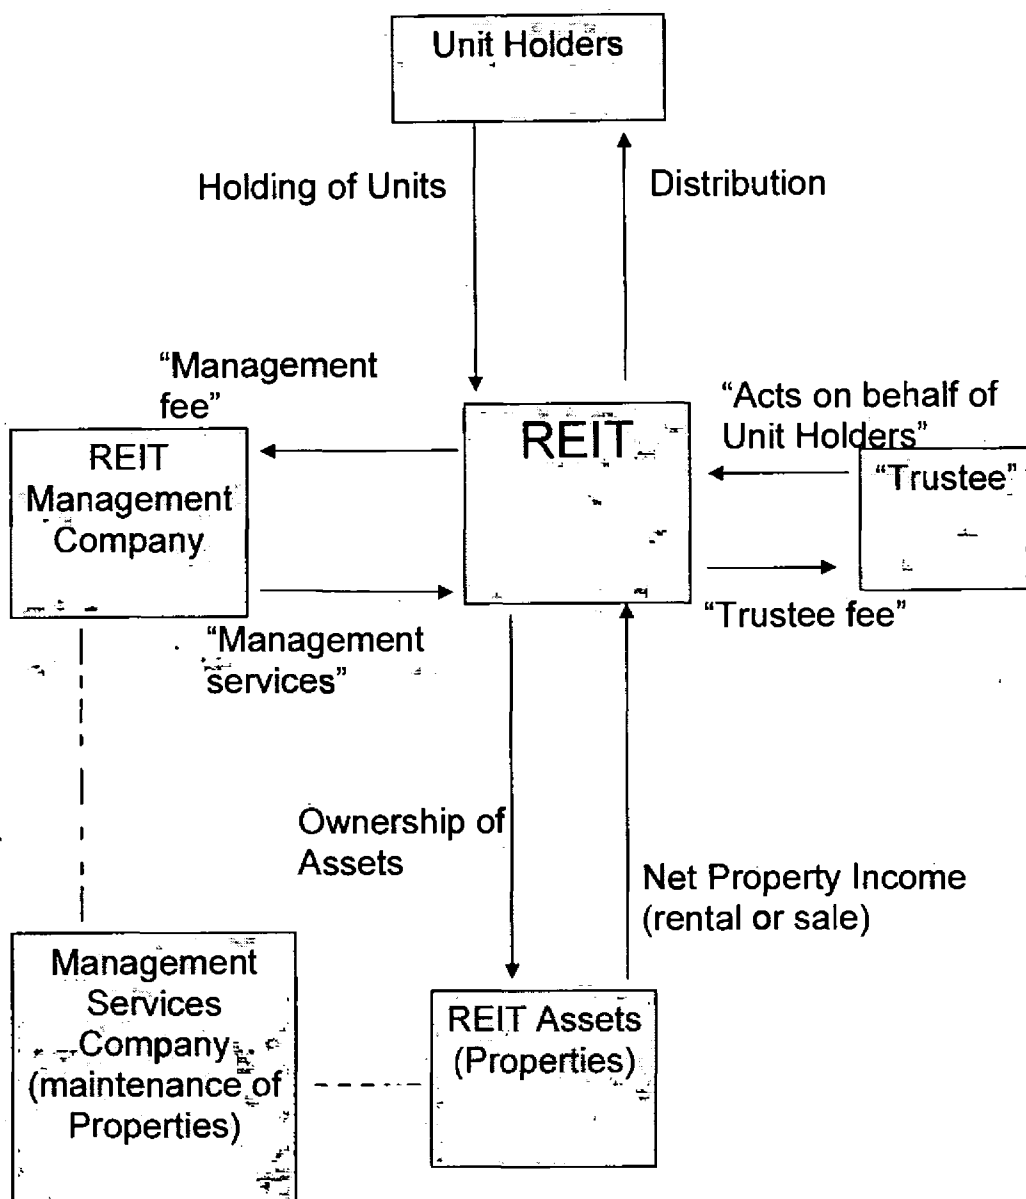 Unit Holders
Holding of Units
Distribution
“Management
fee”
“Acts on behalf of
Unit Holders”
REIT
Management
Company
REIT
“Trustee”
“Management
services”
“Trustee fee”
Ownership of
Assets
Net Property Income
(rental or sale)
Management
Services
Company
(maintenance of
Properties)
REIT Assets
(Properties)